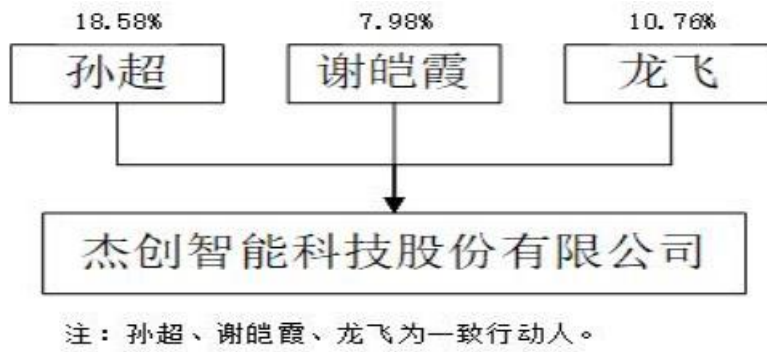 18.58% 7.98% 10.76%
孙超 谢皑霞 龙飞
杰创智能科技股份有限公司
注：孙超、谢皑霞、龙飞为一致行动人。